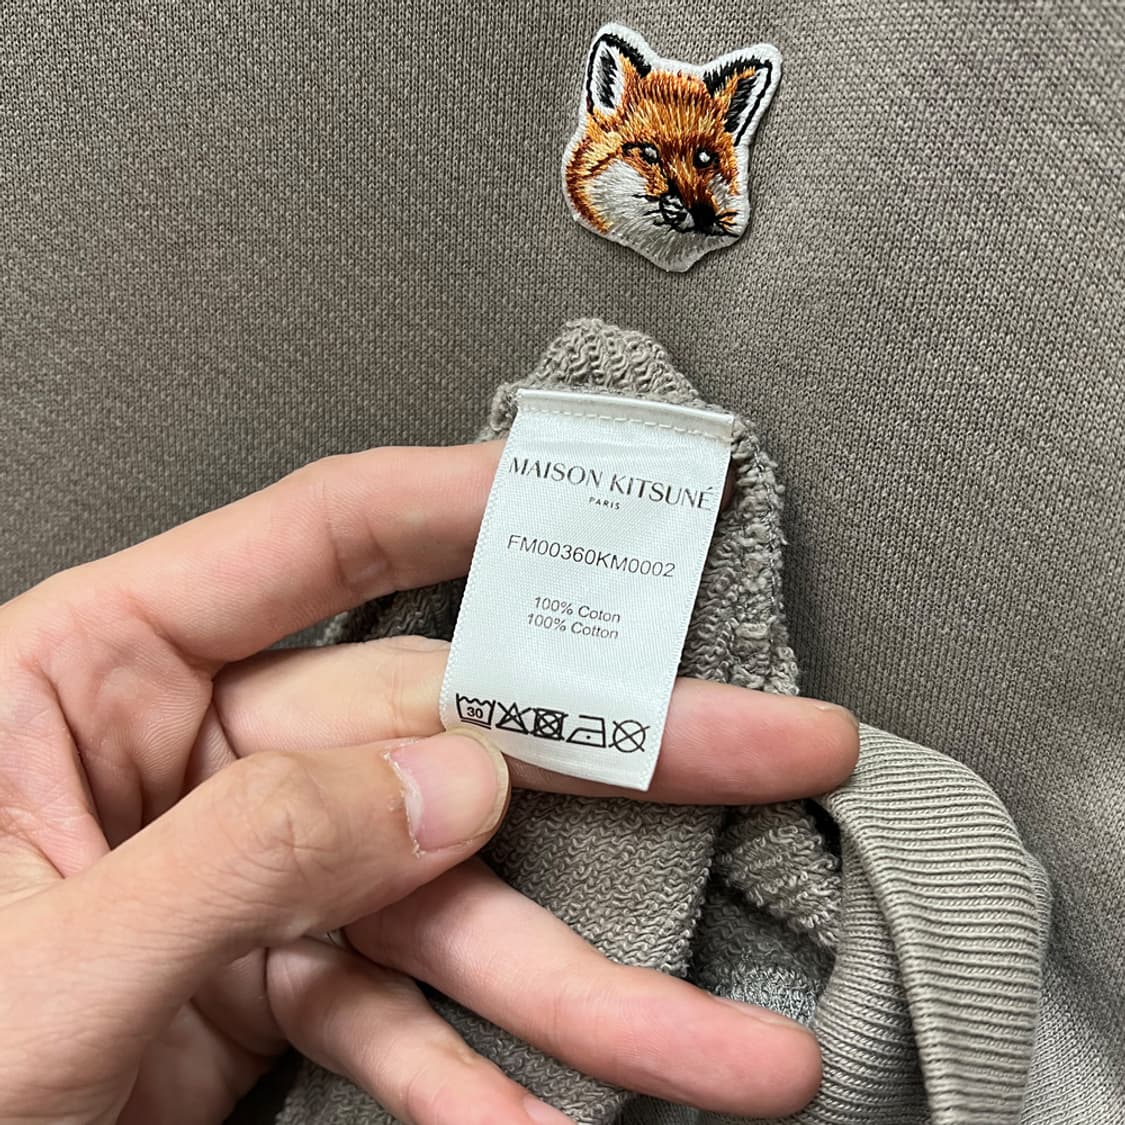 MAISON KITSUNÉ
PARIS
FM00360KM0002
100% Coton
100% Cotton
30